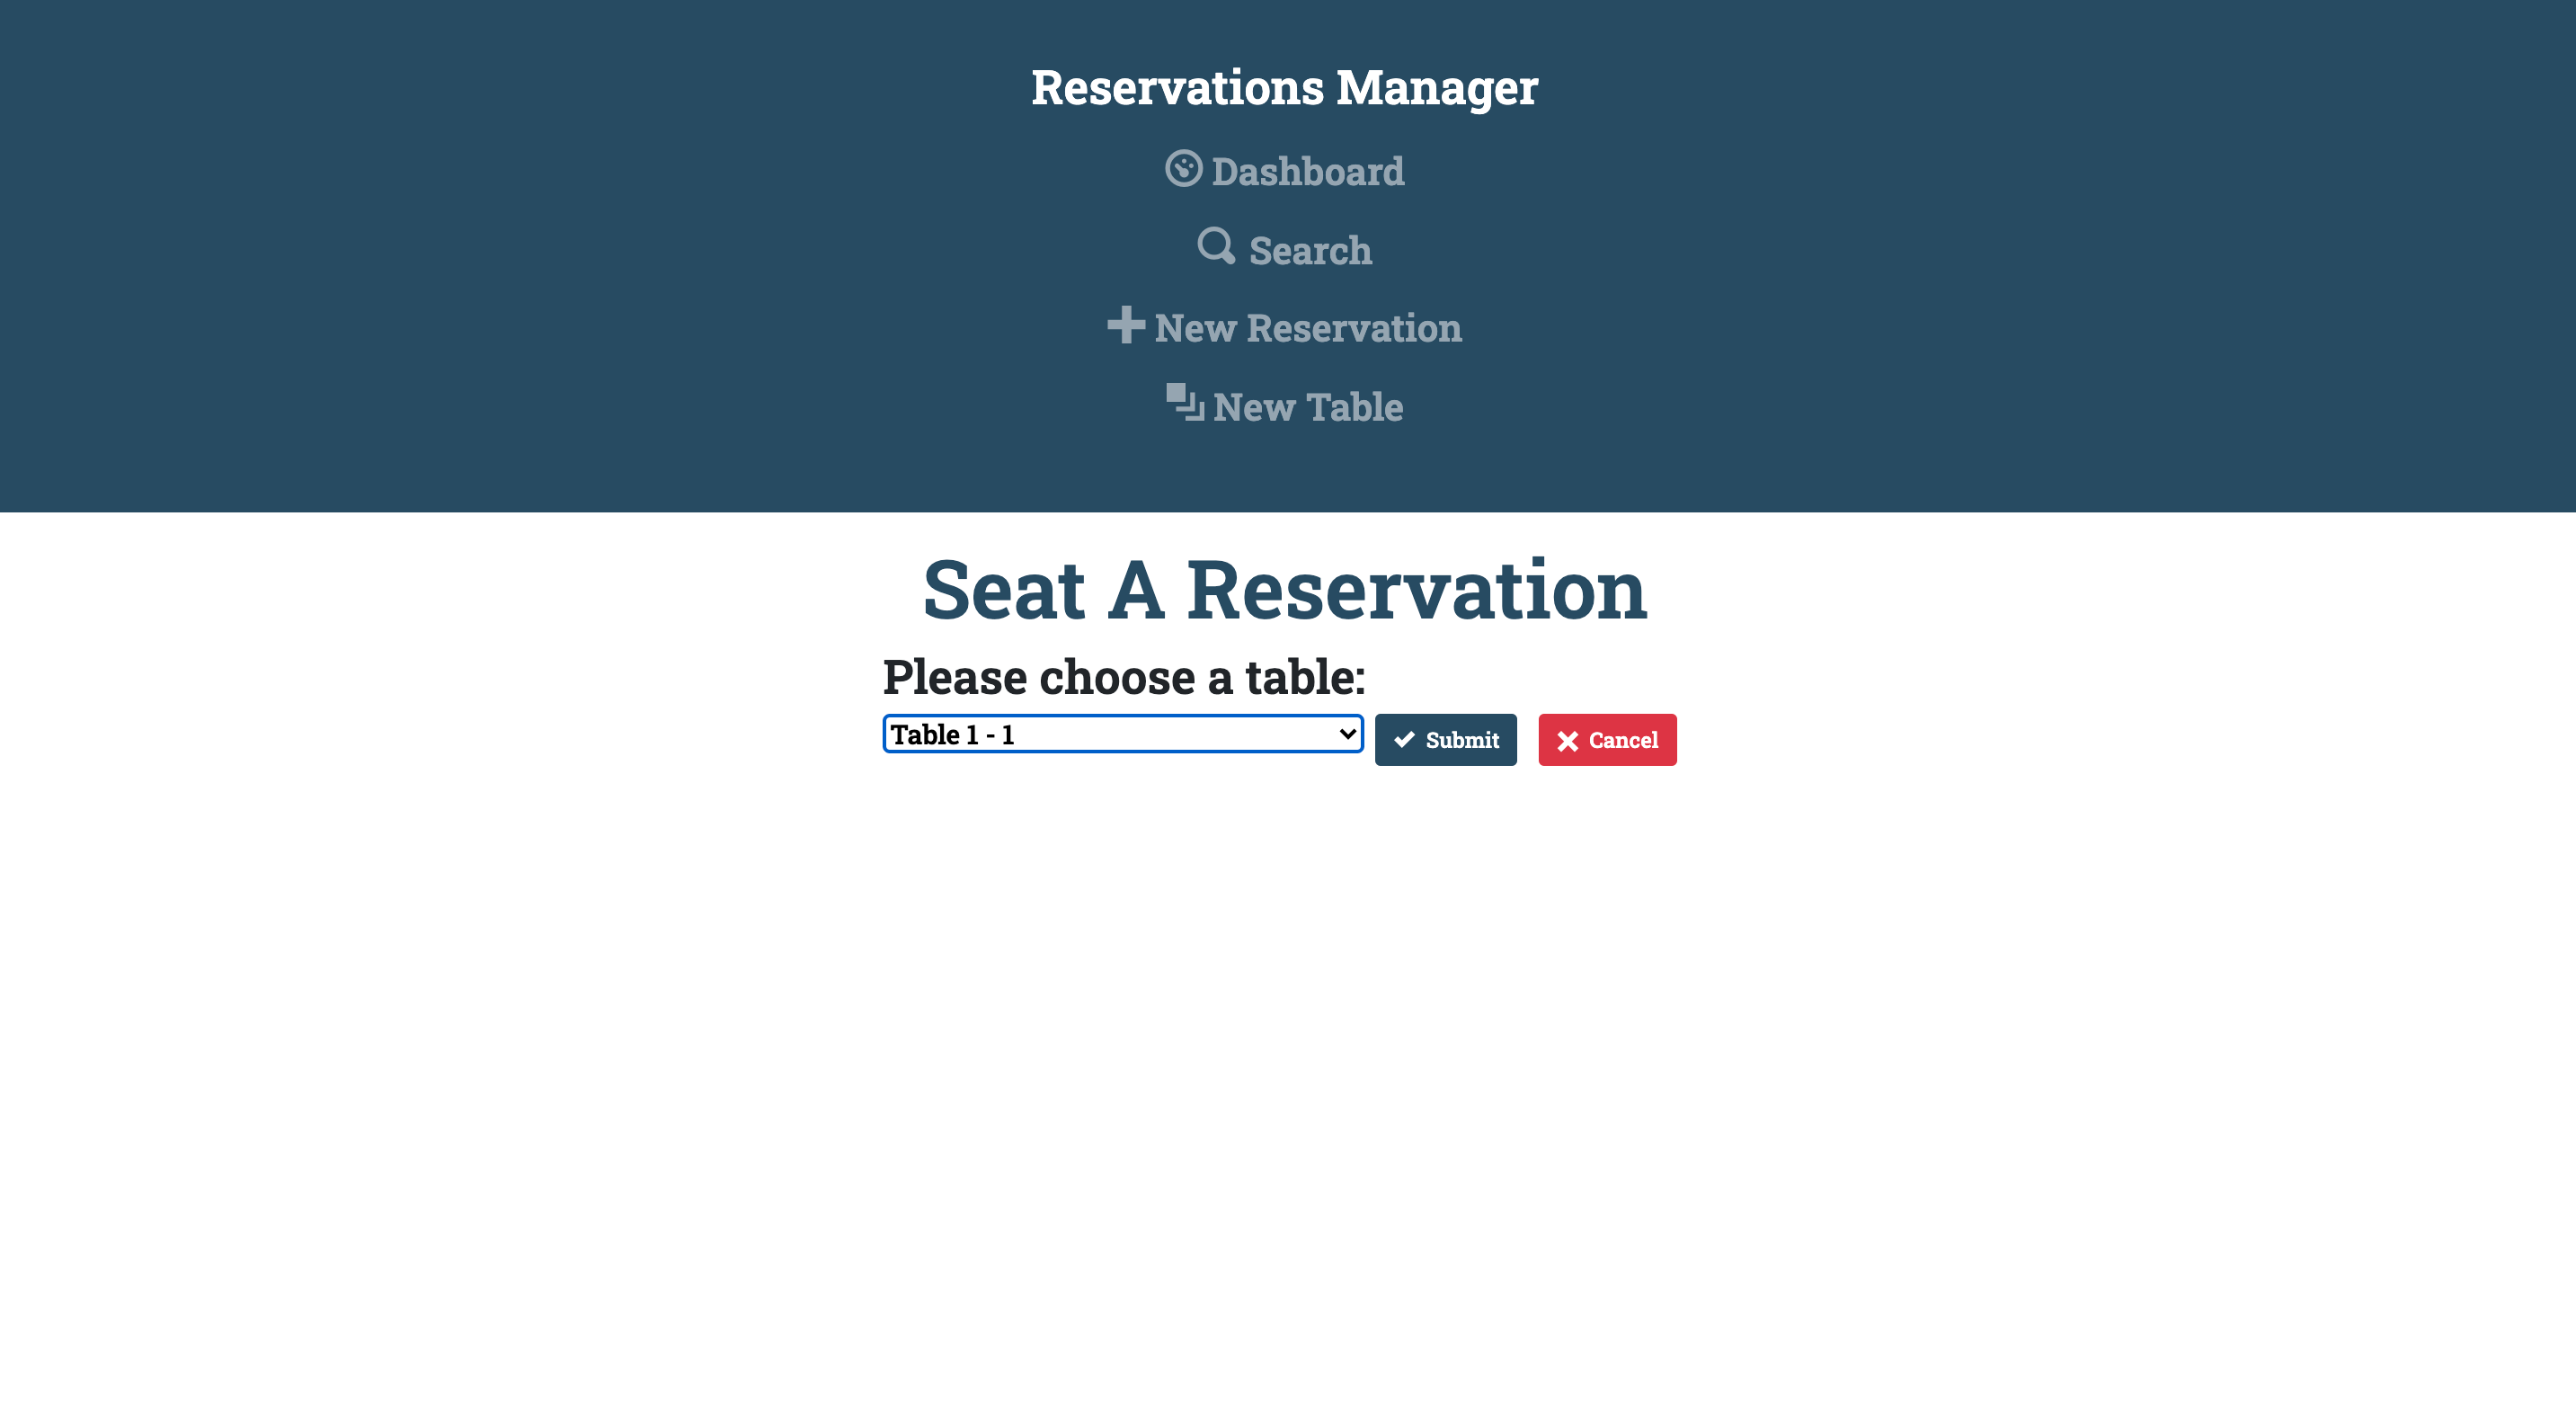 Reservations Manager
Dashboard
Search
New Reservation
New Table
Seat A Reservation
Please choose a table:
Table 1 - 1
Submit
Cancel